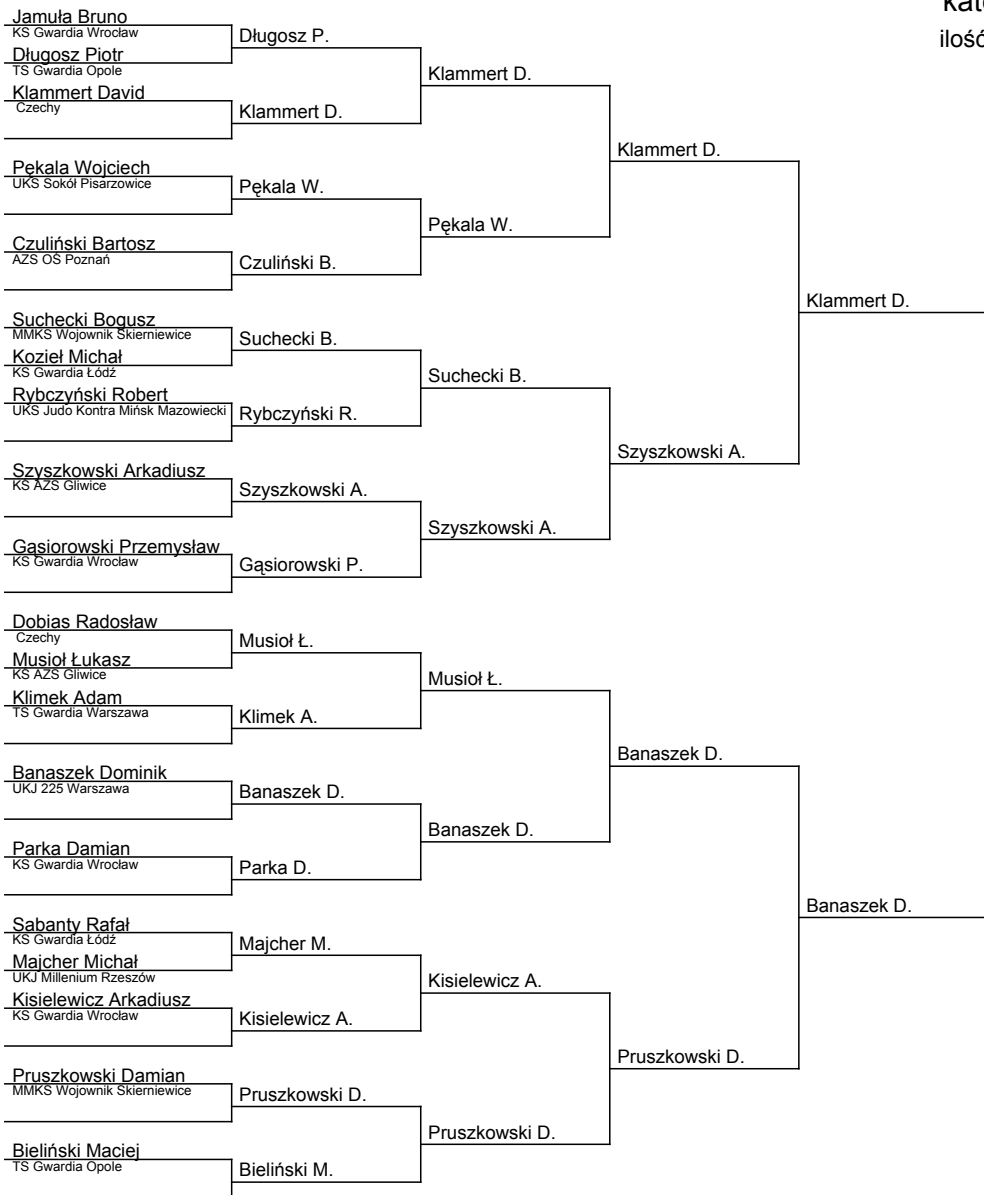 kat
ilość
Jamuła Bruno
KS Gwardia Wrocław
Długosz Piotr
TS Gwardia Opole
Klammert David
Czechy
Pękala Wojciech
UKS Sokół Pisarzowice
Czuliński Bartosz
AZS OŚ Poznań
Suchecki Bogusz
MMKS Wojownik Skierniewice
Kozieł Michał
KS Gwardia Łódź
Rybczyński Robert
UKS Judo Kontra Mińsk Mazowiecki
Szyszkowski Arkadiusz
KS AZS Gliwice
Gąsiorowski Przemysław
KS Gwardia Wrocław
Dobias Radosław
Czechy
Musioł Łukasz
KS AZS Gliwice
Klimek Adam
TS Gwardia Warszawa
Banaszek Dominik
UKJ 225 Warszawa
Parka Damian
KS Gwardia Wrocław
Sabanty Rafał
KS Gwardia Łódź
Majcher Michał
UKJ Millenium Rzeszów
Kisielewicz Arkadiusz
KS Gwardia Wrocław
Pruszkowski Damian
MMKS Wojownik Skierniewice
Bieliński Maciej
TS Gwardia Opole
Długosz P.
Klammert D.
Pękala W.
Czuliński B.
Suchecki B.
Rybczyński R.
Szyszkowski A.
Gąsiorowski P.
Musioł Ł.
Klimek A.
Banaszek D.
Parka D.
Majcher M.
Kisielewicz A.
Pruszkowski D.
Bieliński M.
Klammert D.
Pękala W.
Suchecki B.
Szyszkowski A.
Musioł Ł.
Banaszek D.
Kisielewicz A.
Pruszkowski D.
Klammert D.
Szyszkowski A.
Banaszek D.
Pruszkowski D.
Klammert D.
Banaszek D.